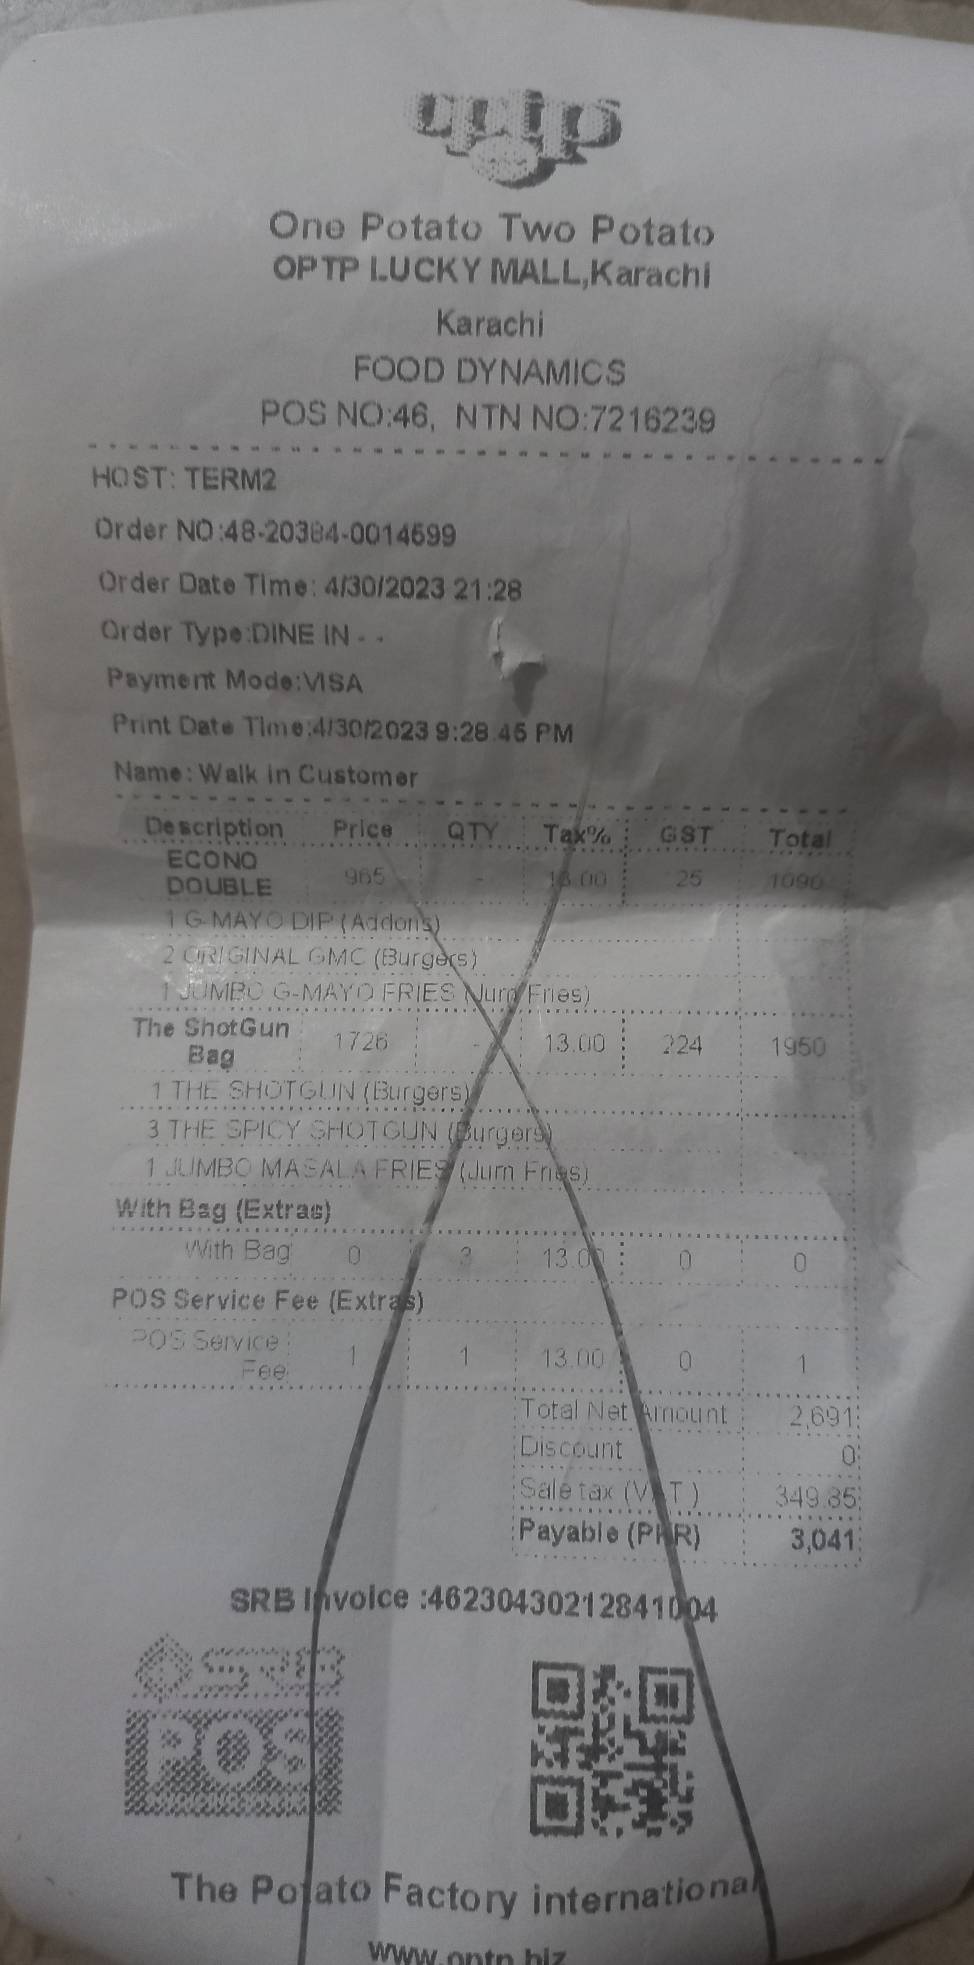 optp
One Potato Two Potato
OPTP LUCKY MALL,Karachi
Karachi
FOOD DYNAMICS
POS NO:46, NTN NO:7216239
HOST: TERM2
Order NO:48-20384-0014599
Order Date Time: 4/30/2023 21:28
Order Type:DINE IN - -
Payment Mode:VISA
Print Date Time:4/30/2023 9:28:45 PM
Name: Walk in Customer
Description Price QTY Tax% GST Total
ECONO DOUBLE 965 - 13.00 25 1090
1 G-MAYO DIP (Addons)
2 ORIGINAL GMC (Burgers)
1 JUMBO G-MAYO FRIES (Jum Fries)
The ShotGun Bag 1726 - 13.00 224 1950
1 THE SHOTGUN (Burgers)
3 THE SPICY SHOTGUN (Burgers)
1 JUMBO MASALA FRIES (Jum Fries)
With Bag (Extras)
With Bag 0 3 13.00 0 0
POS Service Fee (Extras)
POS Service Fee 1 1 13.00 0 1
Total Net Amount 2,691
Discount 0
Sale tax (VAT ) 349.85
Payable (PKR) 3,041
SRB Invoice :46230430212841004
SRB
POS
The Potato Factory international
www.optp.biz